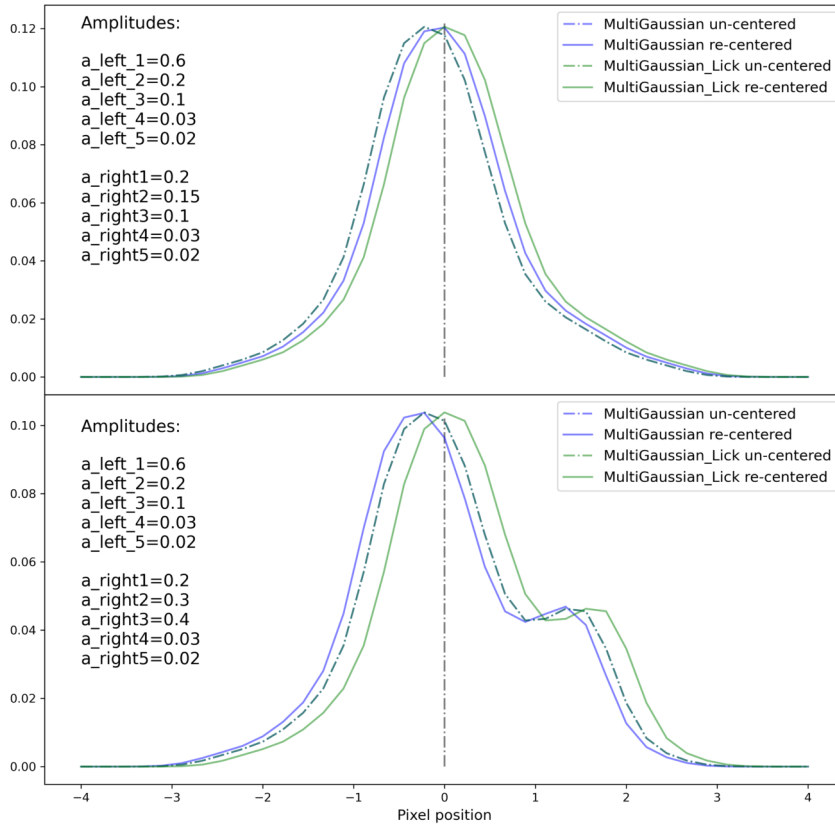 Amplitudes:
a_left_1=0.6
a_left_2=0.2
a_left_3=0.1
a_left_4=0.03
a_left_5=0.02
a_right1=0.2
a_right2=0.15
a_right3=0.1
a_right4=0.03
a_right5=0.02
MultiGaussian un-centered
MultiGaussian re-centered
MultiGaussian_Lick un-centered
MultiGaussian_Lick re-centered
0.12
0.10
0.08
0.06
0.04
0.02
0.00
Amplitudes:
a_left_1=0.6
a_left_2=0.2
a_left_3=0.1
a_left_4=0.03
a_left_5=0.02
a_right1=0.2
a_right2=0.3
a_right3=0.4
a_right4=0.03
a_right5=0.02
MultiGaussian un-centered
MultiGaussian re-centered
MultiGaussian_Lick un-centered
MultiGaussian_Lick re-centered
0.10
0.08
0.06
0.04
0.02
0.00
−4 −3 −2 −1 0 1 2 3 4
Pixel position